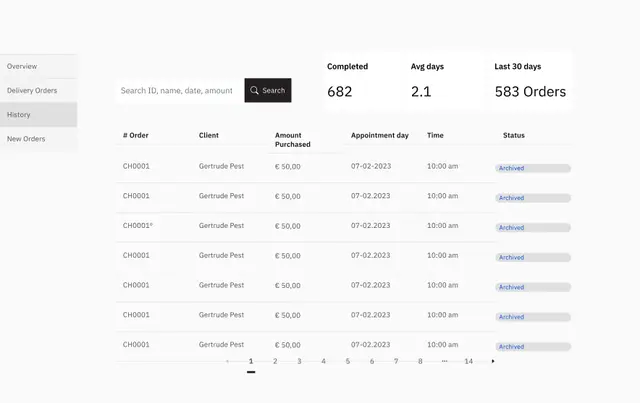 Overview
Delivery Orders
History
New Orders
Search ID, name, date, amount
Search
Completed
682
Avg days
2.1
Last 30 days
583 Orders
# Order Client Amount Purchased Appointment day Time Status
CH0001 Gertrude Pest € 50,00 07-02-2023 10:00 am Archived
CH0001 Gertrude Pest € 50,00 07-02.2023 10:00 am Archived
CH0001º Gertrude Pest € 50,00 07-02.2023 10:00 am Archived
CH0001 Gertrude Pest € 50,00 07-02.2023 10:00 am Archived
CH0001 Gertrude Pest € 50,00 07-02.2023 10:00 am Archived
CH0001 Gertrude Pest € 50,00 07-02.2023 10:00 am Archived
CH0001 Gertrude Pest € 50,00 07-02.2023 10:00 am Archived
1 2 3 4 5 6 7 8 ... 14